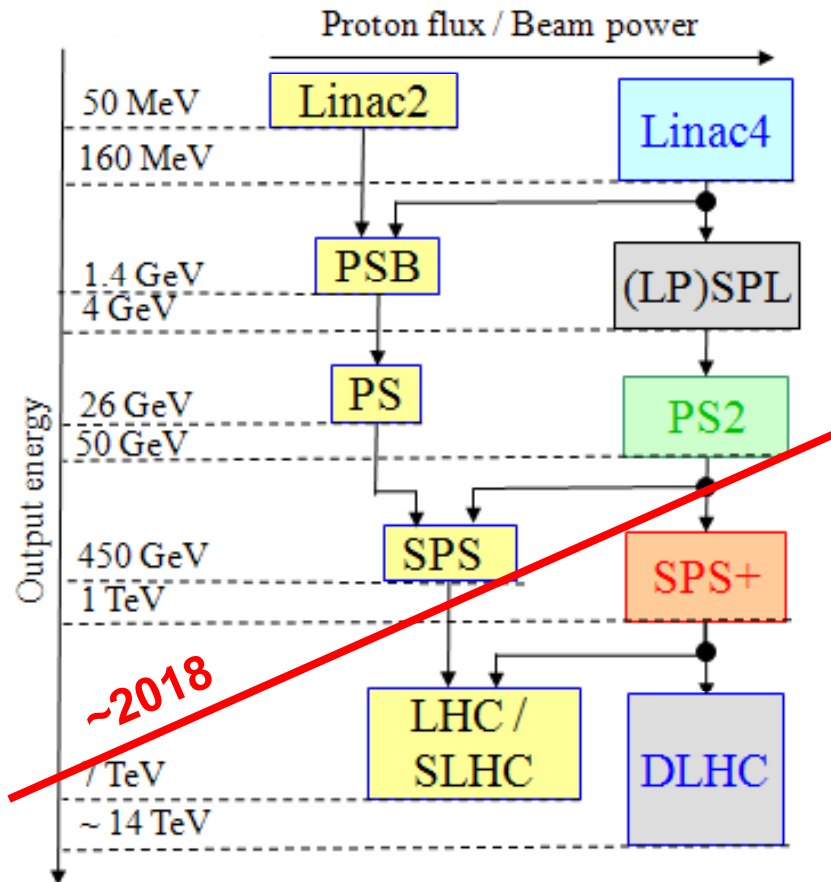 Proton flux / Beam power
50 MeV
Linac2
Linac4
160 MeV
PSB
(LP)SPL
1.4 GeV
4 GeV
PS
PS2
26 GeV
50 GeV
Output energy
SPS
SPS+
450 GeV
1 TeV
~2018
LHC /
SLHC
DLHC
7 TeV
~ 14 TeV